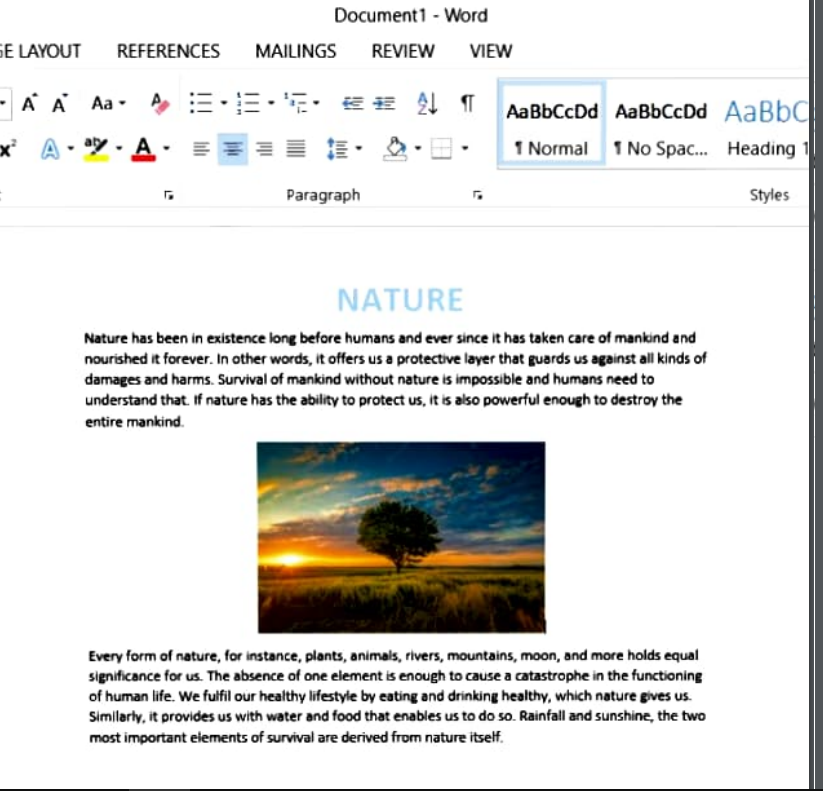 Document1 - Word
GE LAYOUT REFERENCES MAILINGS REVIEW VIEW
A A Aa A Z
x² A ab A AaBbCcDd AaBbCcDd AaBbC
¶ Normal ¶ No Spac... Heading 1
Paragraph Styles
NATURE
Nature has been in existence long before humans and ever since it has taken care of mankind and
nourished it forever. In other words, it offers us a protective layer that guards us against all kinds of
damages and harms. Survival of mankind without nature is impossible and humans need to
understand that. If nature has the ability to protect us, it is also powerful enough to destroy the
entire mankind.
Every form of nature, for instance, plants, animals, rivers, mountains, moon, and more holds equal
significance for us. The absence of one element is enough to cause a catastrophe in the functioning
of human life. We fulfil our healthy lifestyle by eating and drinking healthy, which nature gives us.
Similarly, it provides us with water and food that enables us to do so. Rainfall and sunshine, the two
most important elements of survival are derived from nature itself.